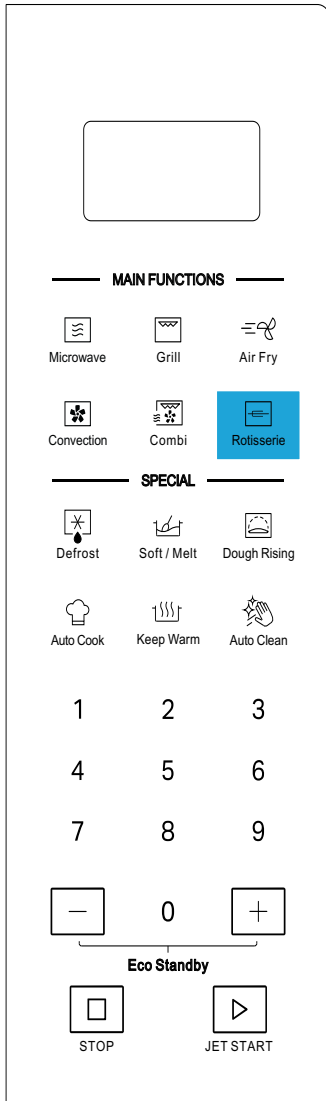 MAIN FUNCTIONS
Microwave Grill Air Fry
Convection Combi Rotisserie
SPECIAL
Defrost Soft / Melt Dough Rising
Auto Cook Keep Warm Auto Clean
1 2 3
4 5 6
7 8 9
− 0 +
Eco Standby
STOP JET START